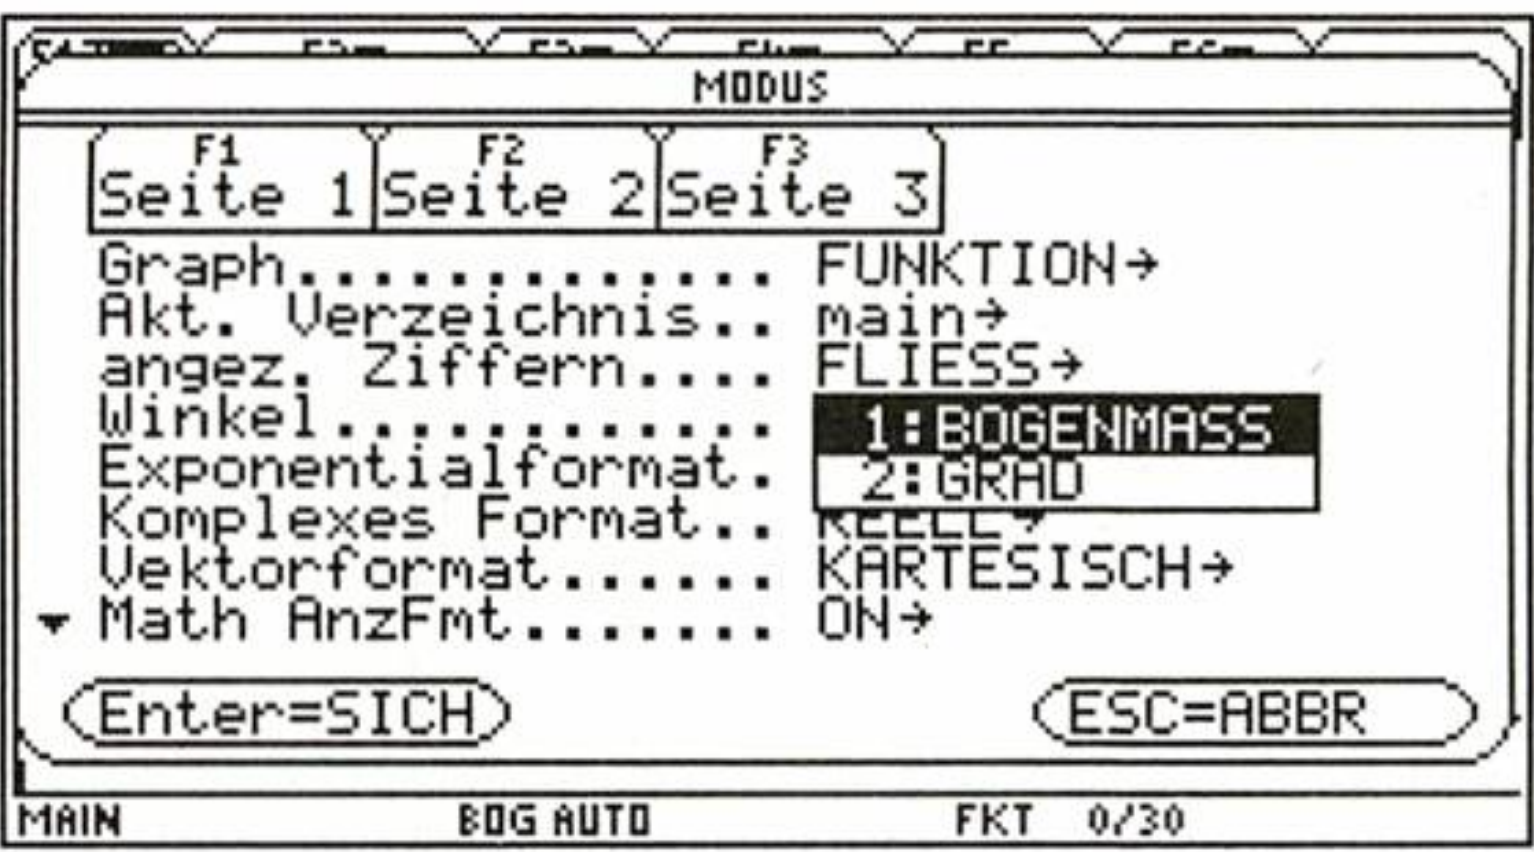 MODUS
F1 F2 F3
Seite 1 Seite 2 Seite 3
Graph............. FUNKTION→
Akt. Verzeichnis.. main→
angez. Ziffern.... FLIESS→
Winkel............ 1:BOGENMASS
Exponentialformat. 2:GRAD
Komplexes Format.. REELL→
Vektorformat...... KARTESISCH→
Math AnzFmt....... ON→
Enter=SICH ESC=ABBR
MAIN BOG AUTO FKT 0/30